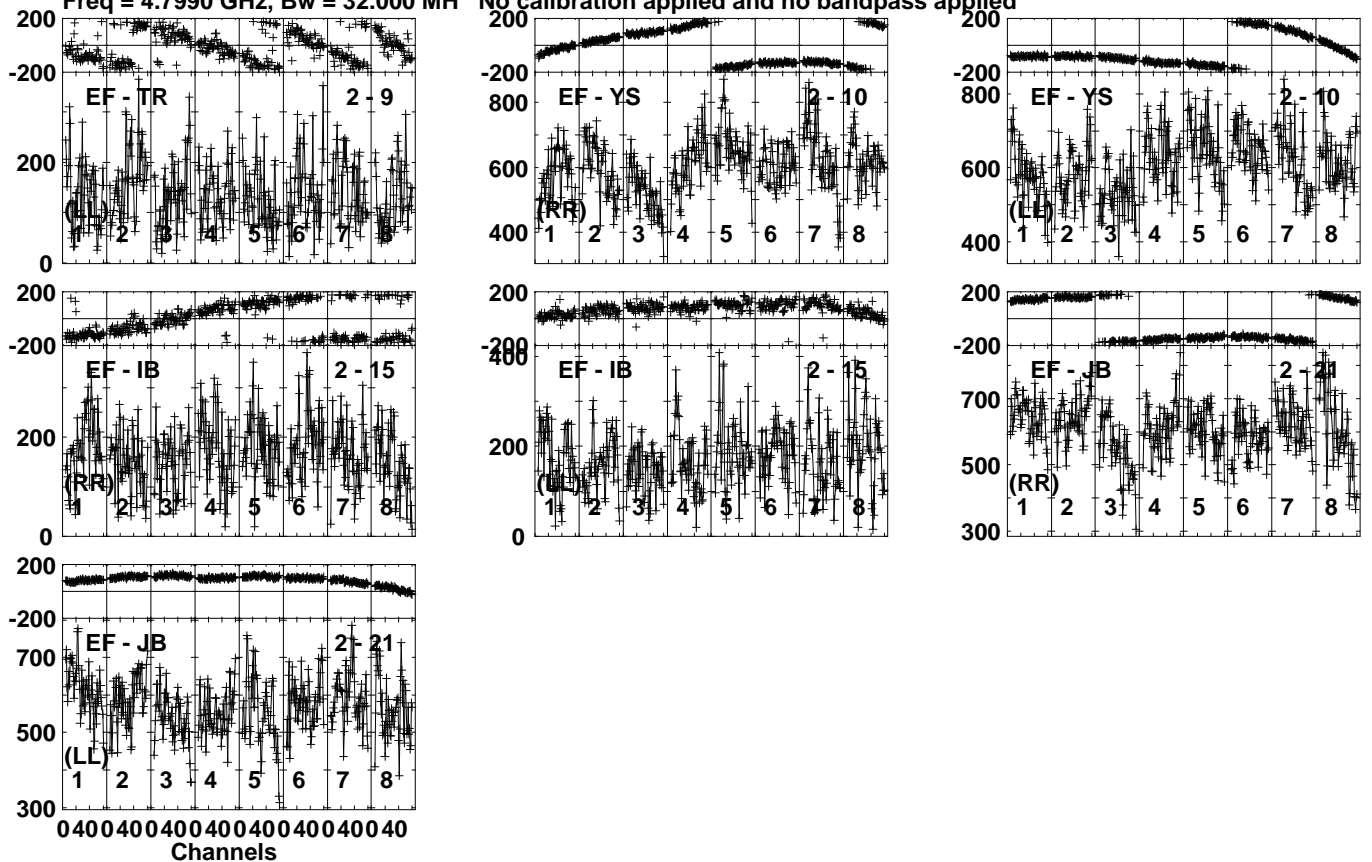 Freq = 4.7990 GHz, Bw = 32.000 MH No calibration applied and no bandpass applied
200
-200
EF - TR 2 - 9
200
(LL)
1 2 3 4 5 6 7 8
0
200
-200
EF - YS 2 - 10
800
600
(RR)
400
1 2 3 4 5 6 7 8
200
-200
EF - YS 2 - 10
800
600
(LL)
400
1 2 3 4 5 6 7 8
200
-200
EF - IB 2 - 15
200
(RR)
1 2 3 4 5 6 7 8
0
200
-200
400
EF - IB 2 - 15
200
(LL)
1 2 3 4 5 6 7 8
0
200
-200
EF - JB 2 - 21
700
500
(RR)
1 2 3 4 5 6 7 8
300
200
-200
EF - JB 2 - 21
700
500
(LL)
1 2 3 4 5 6 7 8
300
0 40 0 40 0 40 0 40 0 40 0 40 0 40 0 40
Channels